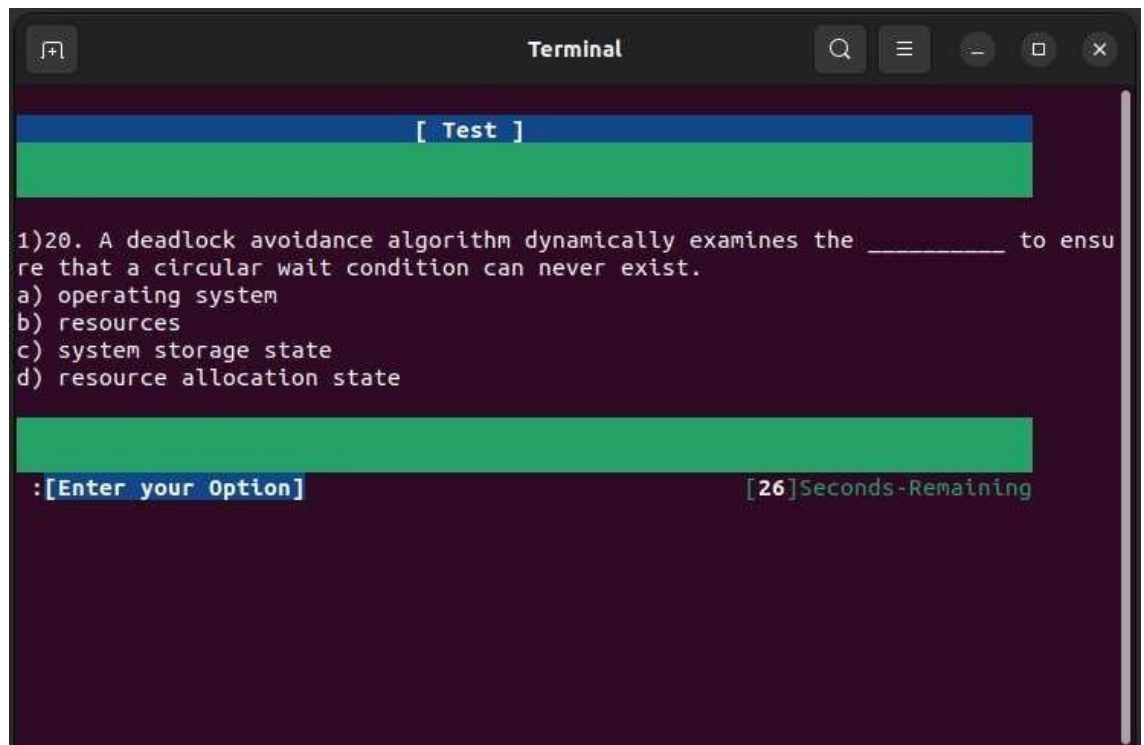 Terminal
[ Test ]
1)20. A deadlock avoidance algorithm dynamically examines the __________ to ensu
re that a circular wait condition can never exist.
a) operating system
b) resources
c) system storage state
d) resource allocation state
:[Enter your Option] [26]Seconds-Remaining